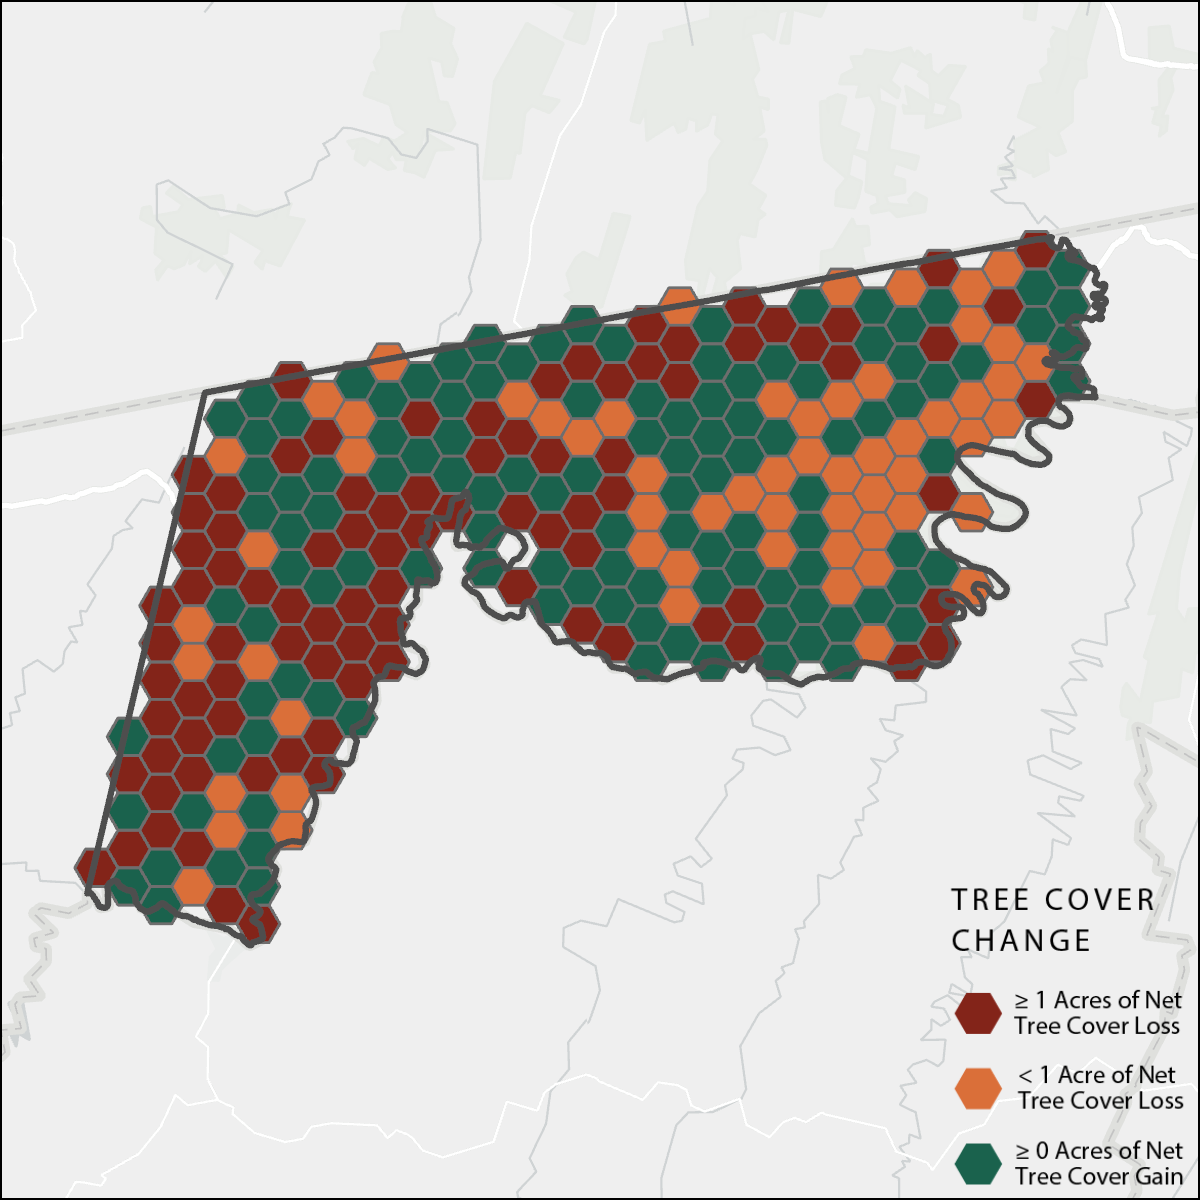 TREE COVER
CHANGE
≥ 1 Acres of Net
Tree Cover Loss
< 1 Acre of Net
Tree Cover Loss
≥ 0 Acres of Net
Tree Cover Gain